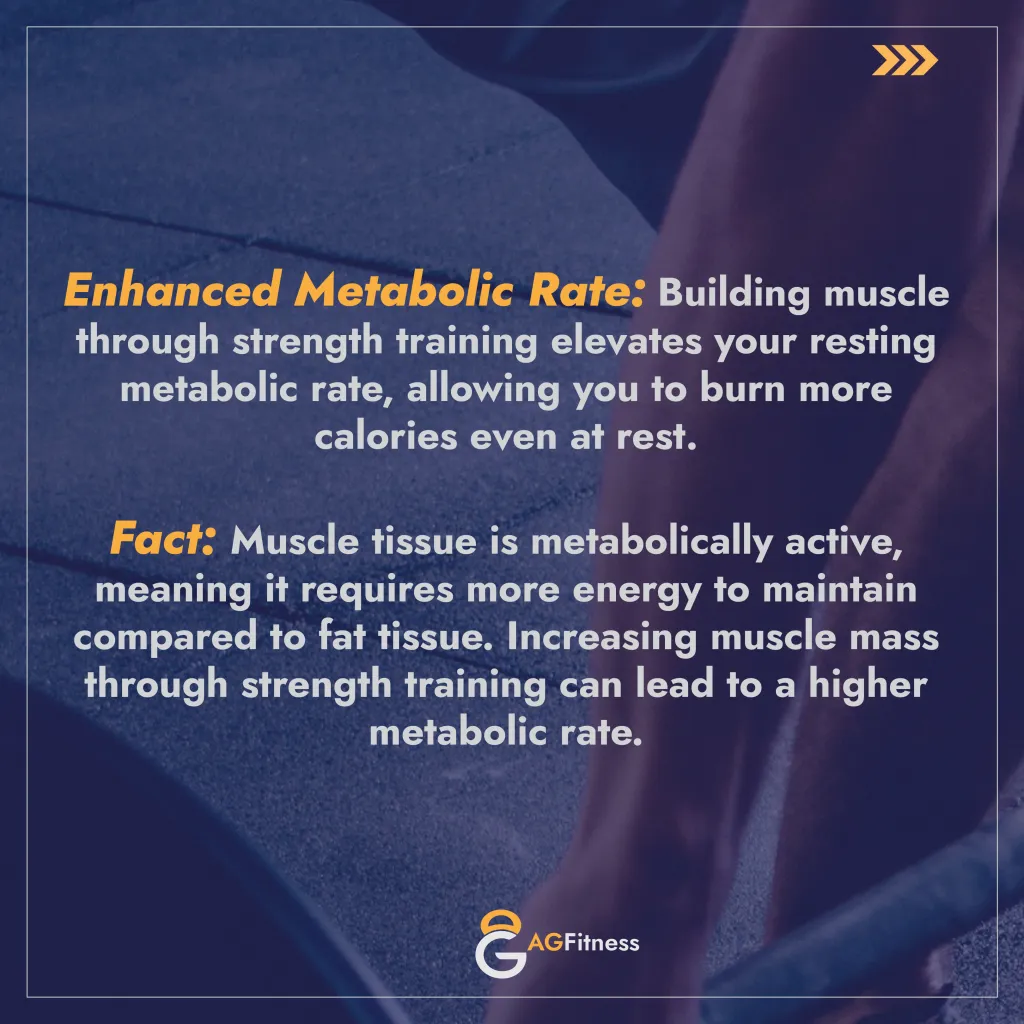 Enhanced Metabolic Rate: Building muscle
through strength training elevates your resting
metabolic rate, allowing you to burn more
calories even at rest.
Fact: Muscle tissue is metabolically active,
meaning it requires more energy to maintain
compared to fat tissue. Increasing muscle mass
through strength training can lead to a higher
metabolic rate.
AGFitness